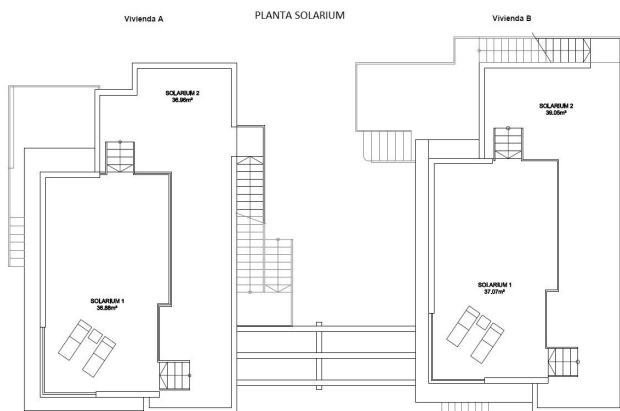 PLANTA SOLARIUM
Vivienda A
Vivienda B
SOLARIUM 2
36.96m²
SOLARIUM 2
39.05m²
SOLARIUM 1
36.88m²
SOLARIUM 1
37.07m²